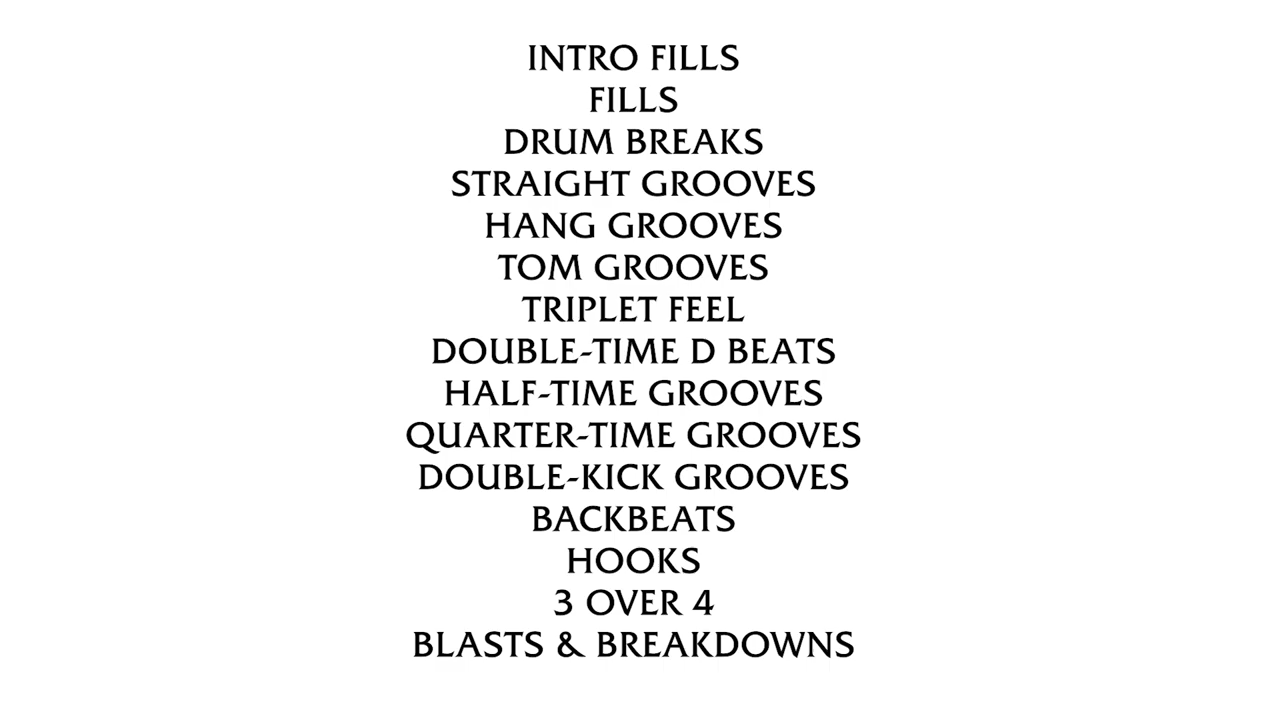 INTRO FILLS
FILLS
DRUM BREAKS
STRAIGHT GROOVES
HANG GROOVES
TOM GROOVES
TRIPLET FEEL
DOUBLE-TIME D BEATS
HALF-TIME GROOVES
QUARTER-TIME GROOVES
DOUBLE-KICK GROOVES
BACKBEATS
HOOKS
3 OVER 4
BLASTS & BREAKDOWNS